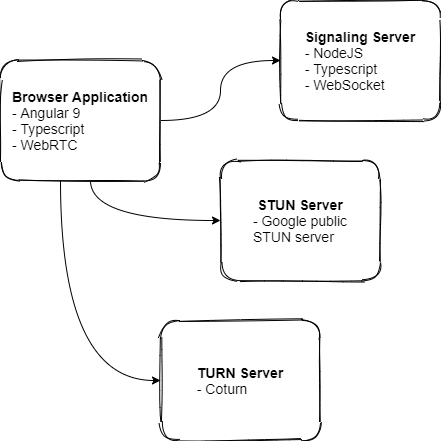 Signaling Server
- NodeJS
- Typescript
- WebSocket
Browser Application
- Angular 9
- Typescript
- WebRTC
STUN Server
- Google public
STUN server
TURN Server
- Coturn